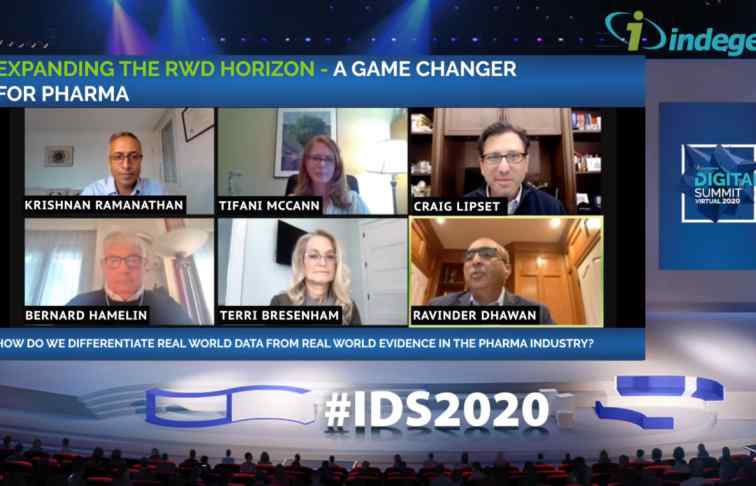 indege
EXPANDING THE RWD HORIZON - A GAME CHANGER
FOR PHARMA
KRISHNAN RAMANATHAN
TIFANI MCCANN
CRAIG LIPSET
DIGITAL
SUMMIT
VIRTUAL 2020
BERNARD HAMELIN
TERRI BRESENHAM
RAVINDER DHAWAN
HOW DO WE DIFFERENTIATE REAL WORLD DATA FROM REAL WORLD EVIDENCE IN THE PHARMA INDUSTRY?
#IDS2020